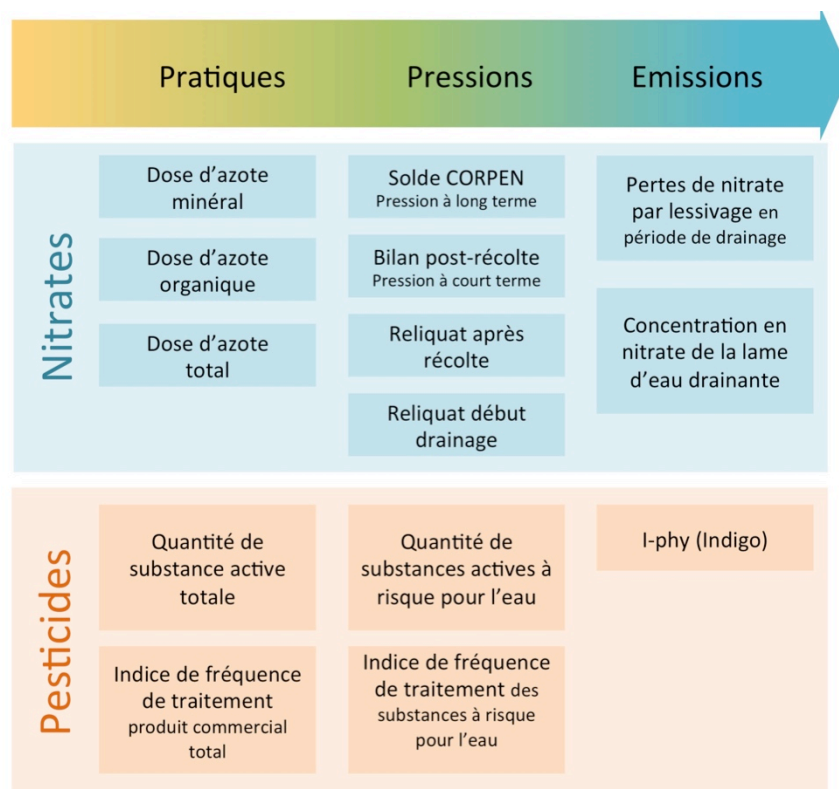 Pratiques
Pressions
Emissions
Nitrates
Dose d’azote
minéral
Dose d’azote
organique
Dose d’azote
total
Solde CORPEN
Pression à long terme
Bilan post-récolte
Pression à court terme
Reliquat après
récolte
Reliquat début
drainage
Pertes de nitrate
par lessivage en
période de drainage
Concentration en
nitrate de la lame
d’eau drainante
Pesticides
Quantité de
substance active
totale
Indice de fréquence
de traitement
produit commercial
total
Quantité de
substances actives à
risque pour l’eau
Indice de fréquence
de traitement des
substances à risque
pour l’eau
I-phy (Indigo)